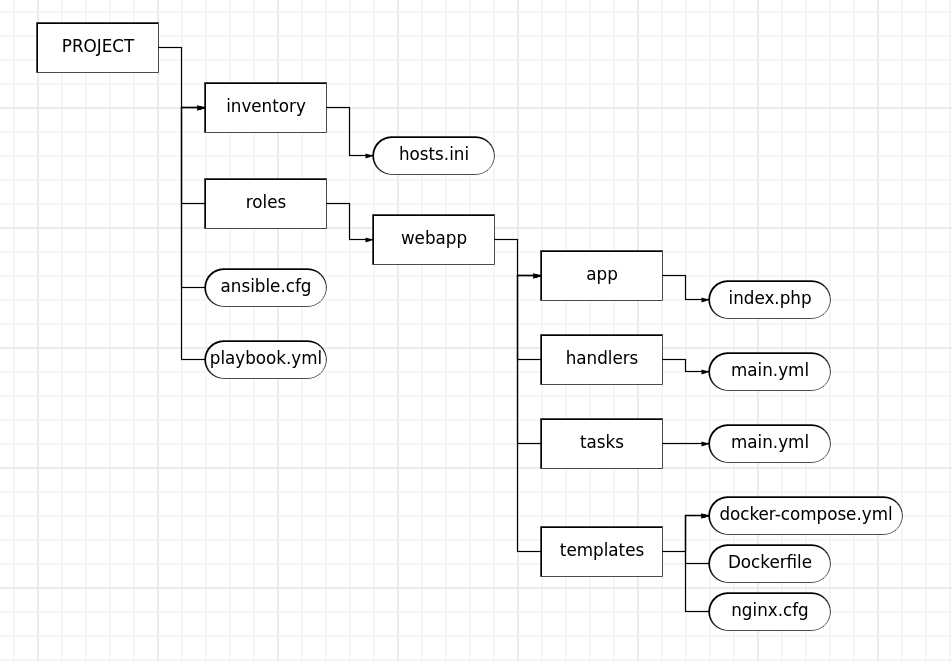 PROJECT
inventory
hosts.ini
roles
webapp
app
index.php
ansible.cfg
handlers
main.yml
playbook.yml
tasks
main.yml
templates
docker-compose.yml
Dockerfile
nginx.cfg